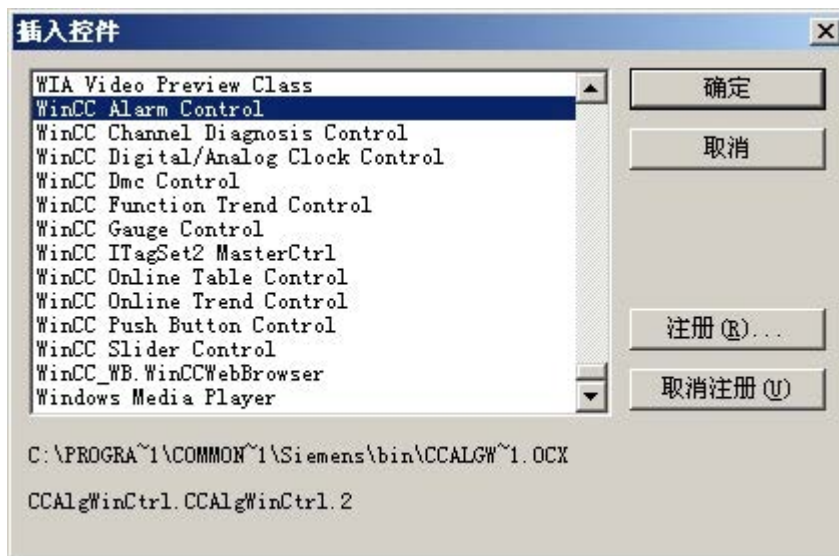 插入控件
WIA Video Preview Class
WinCC Alarm Control
WinCC Channel Diagnosis Control
WinCC Digital/Analog Clock Control
WinCC Dmc Control
WinCC Function Trend Control
WinCC Gauge Control
WinCC ITagSet2 MasterCtrl
WinCC Online Table Control
WinCC Online Trend Control
WinCC Push Button Control
WinCC Slider Control
WinCC_WB.WinCCWebBrowser
Windows Media Player
确定
取消
注册(R)...
取消注册(U)
C:\PROGRA~1\COMMON~1\Siemens\bin\CCALGW~1.OCX
CCAlgWinCtrl.CCAlgWinCtrl.2